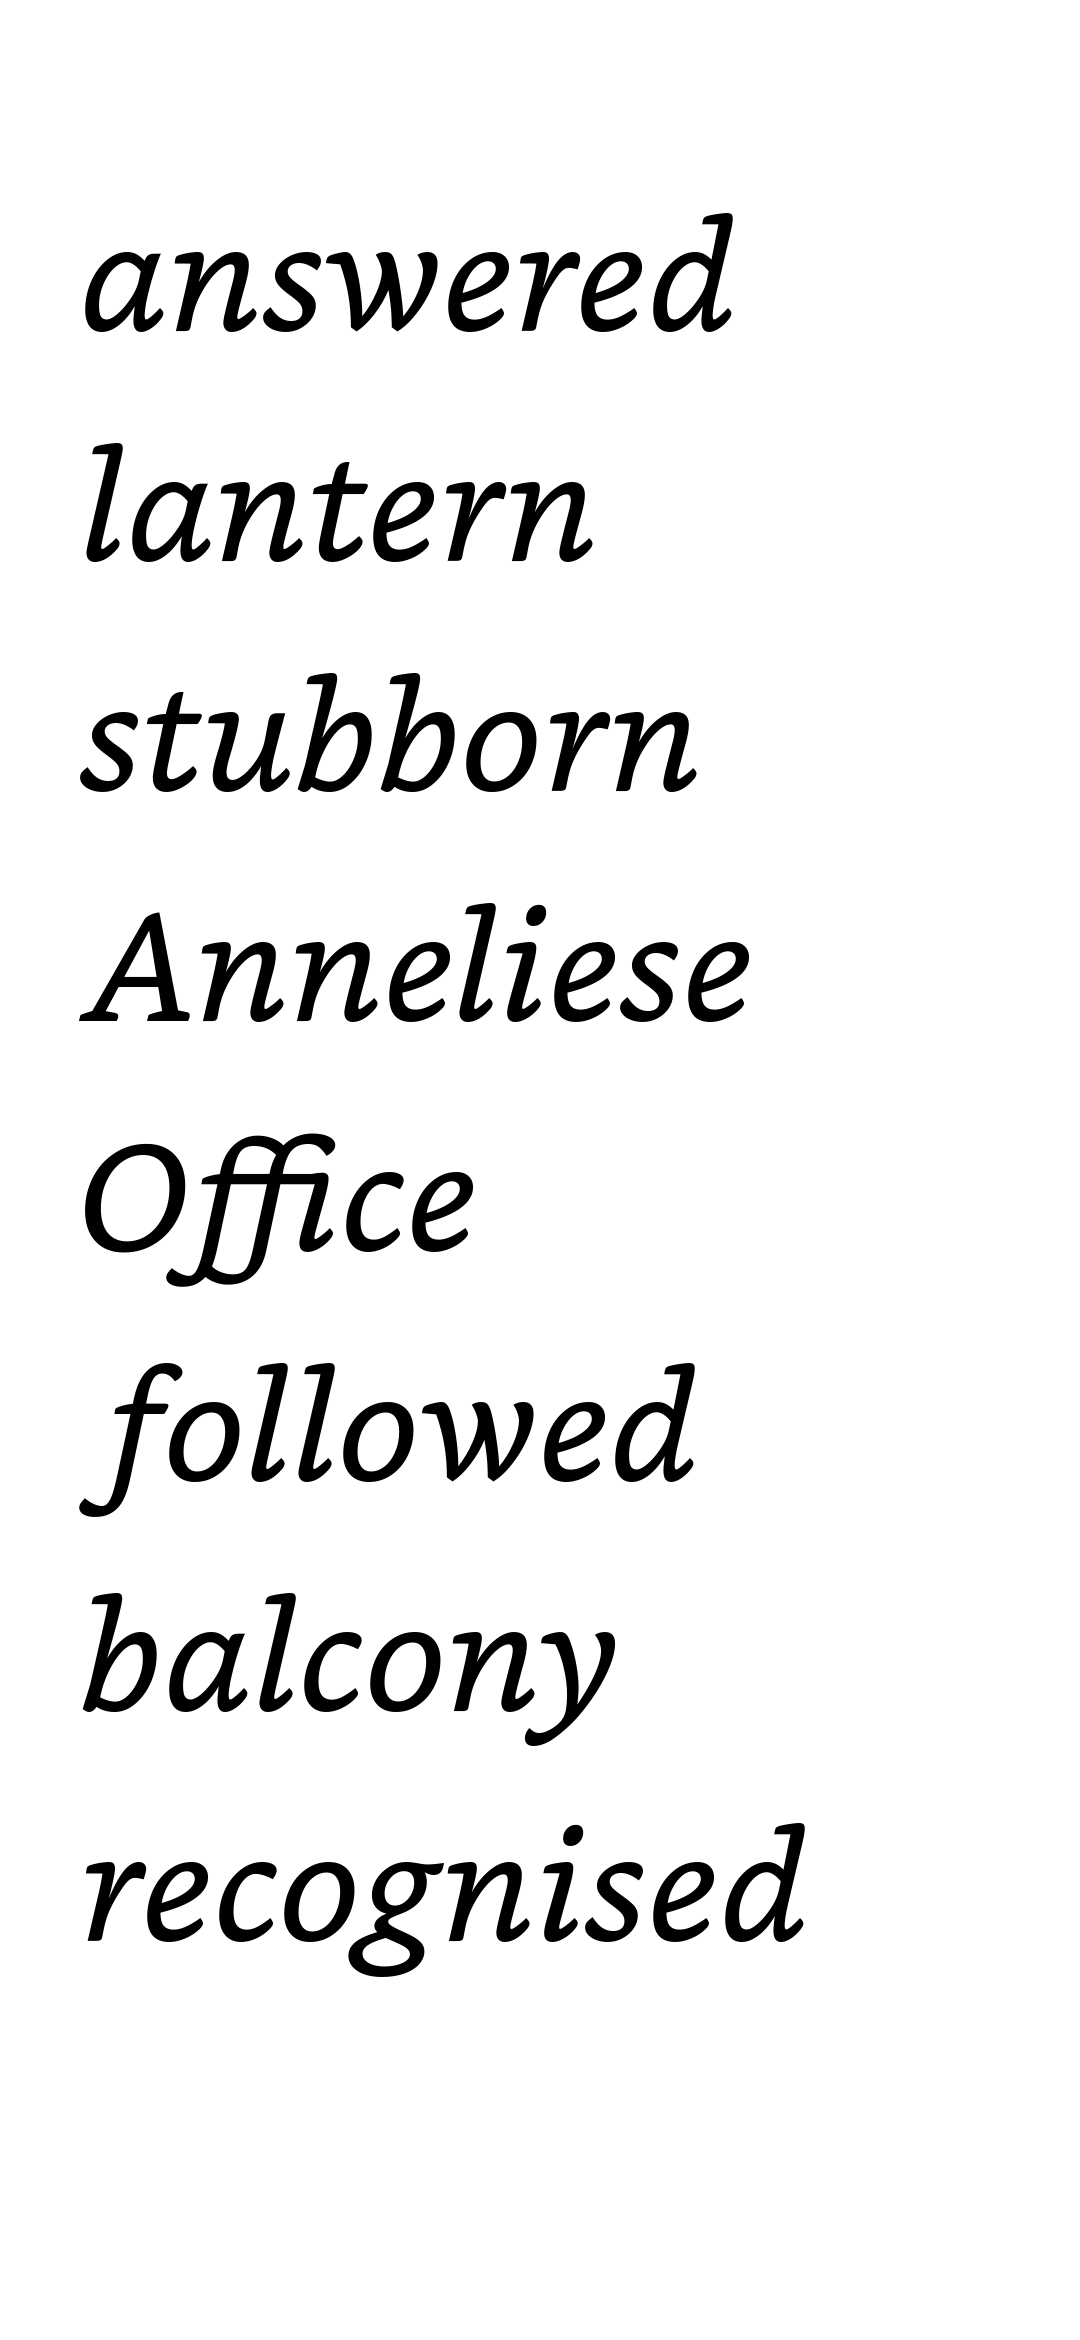 answered
lantern
stubborn
Anneliese
Office
followed
balcony
recognised